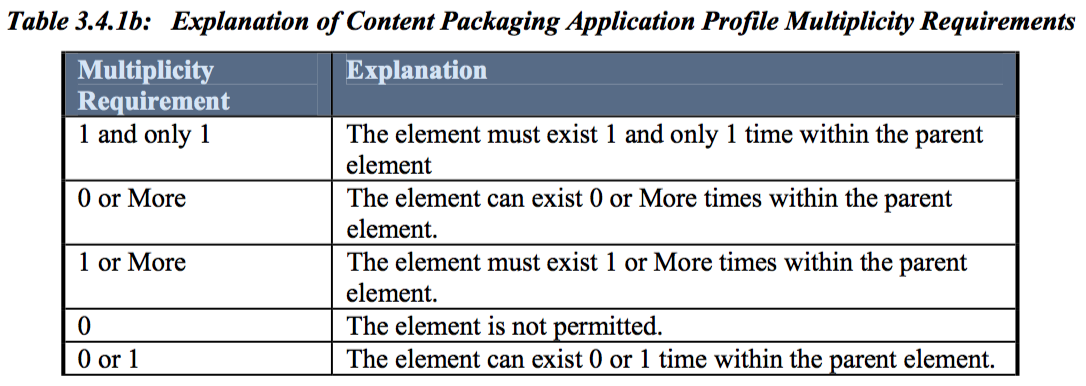 Table 3.4.1b: Explanation of Content Packaging Application Profile Multiplicity Requirements
Multiplicity Requirement
Explanation
1 and only 1
The element must exist 1 and only 1 time within the parent
element
0 or More
The element can exist 0 or More times within the parent
element.
1 or More
The element must exist 1 or More times within the parent
element.
0
The element is not permitted.
0 or 1
The element can exist 0 or 1 time within the parent element.